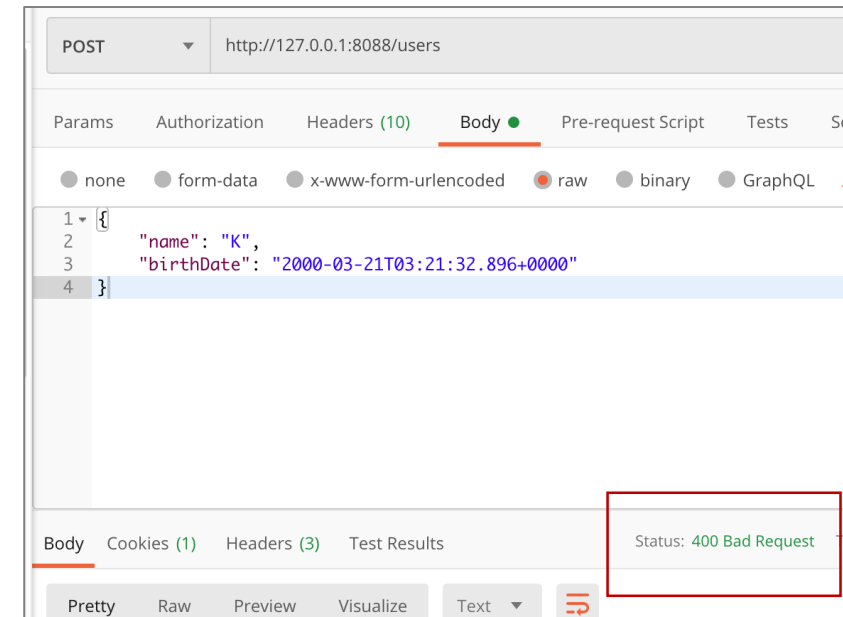 POST http://127.0.0.1:8088/users
Params Authorization Headers (10) Body Pre-request Script Tests
none form-data x-www-form-urlencoded raw binary GraphQL
1 {
2 "name": "K",
3 "birthDate": "2000-03-21T03:21:32.896+0000"
4 }
Body Cookies (1) Headers (3) Test Results Status: 400 Bad Request
Pretty Raw Preview Visualize Text